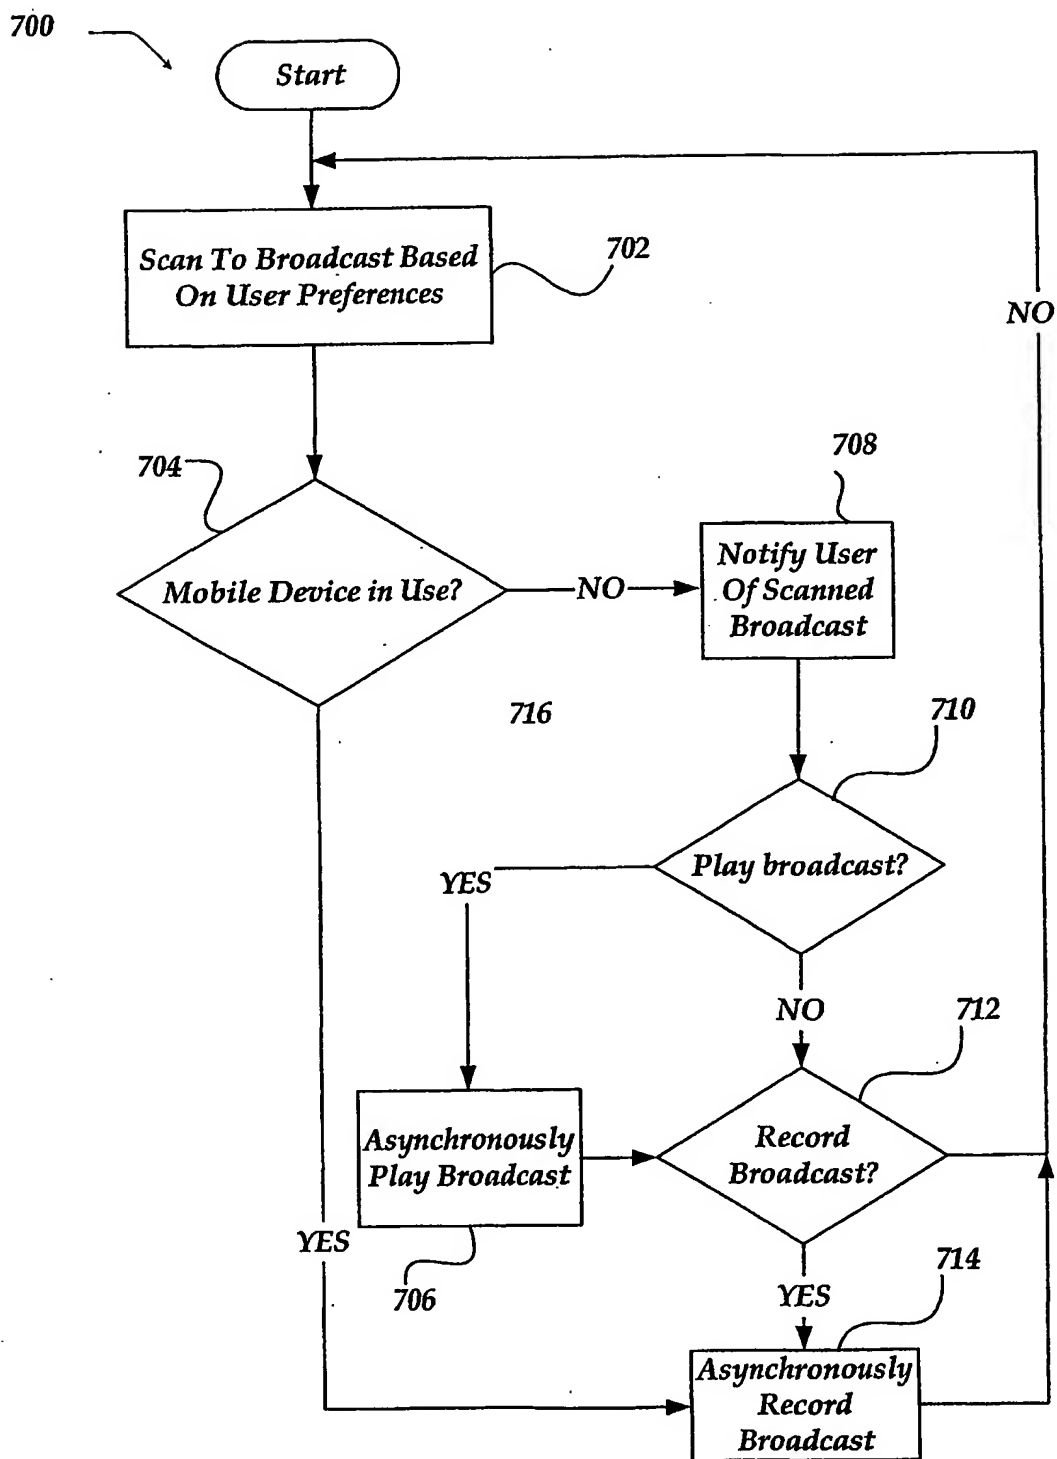 700
Start
Scan To Broadcast Based
On User Preferences
702
NO
704
708
Mobile Device in Use?
NO
Notify User
Of Scanned
Broadcast
716
710
Play broadcast?
YES
NO
712
Asynchronously
Play Broadcast
Record
Broadcast?
YES
706
714
YES
Asynchronously
Record
Broadcast